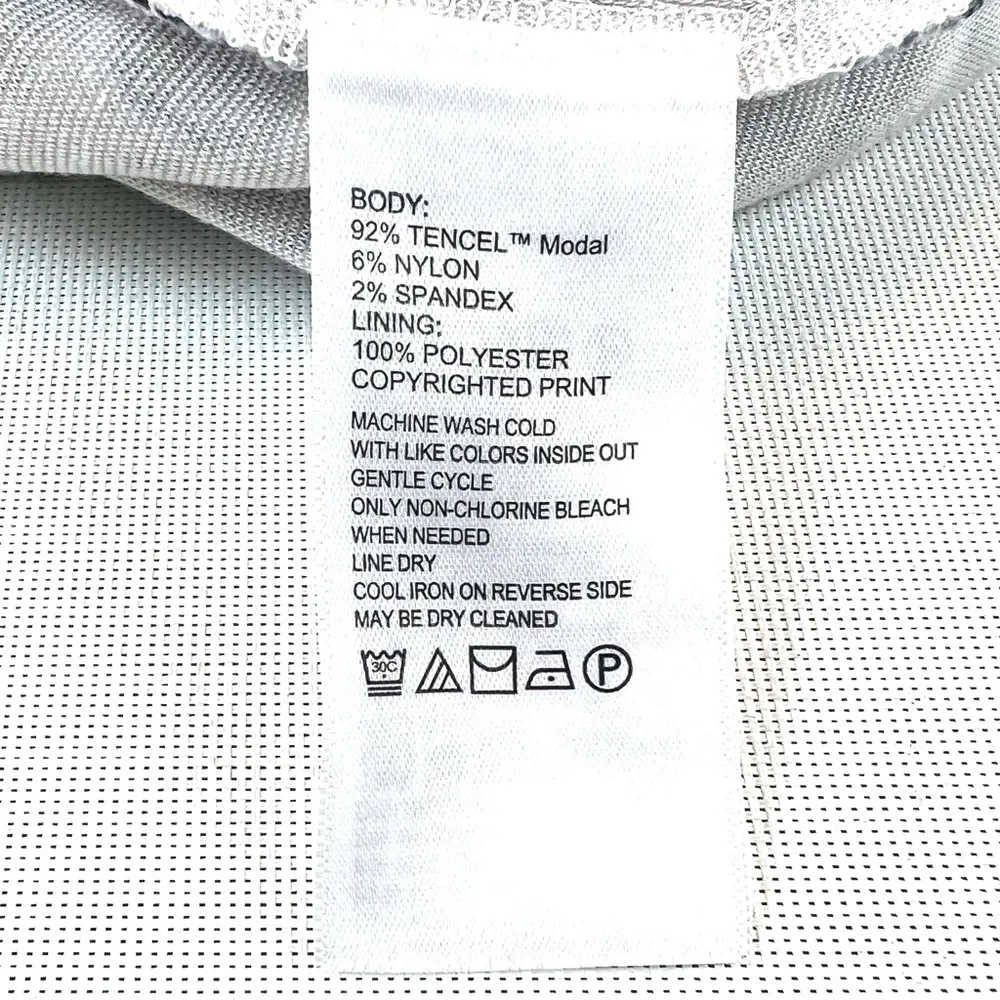 BODY:
92% TENCEL™ Modal
6% NYLON
2% SPANDEX
LINING:
100% POLYESTER
COPYRIGHTED PRINT
MACHINE WASH COLD
WITH LIKE COLORS INSIDE OUT
GENTLE CYCLE
ONLY NON-CHLORINE BLEACH
WHEN NEEDED
LINE DRY
COOL IRON ON REVERSE SIDE
MAY BE DRY CLEANED
30C P